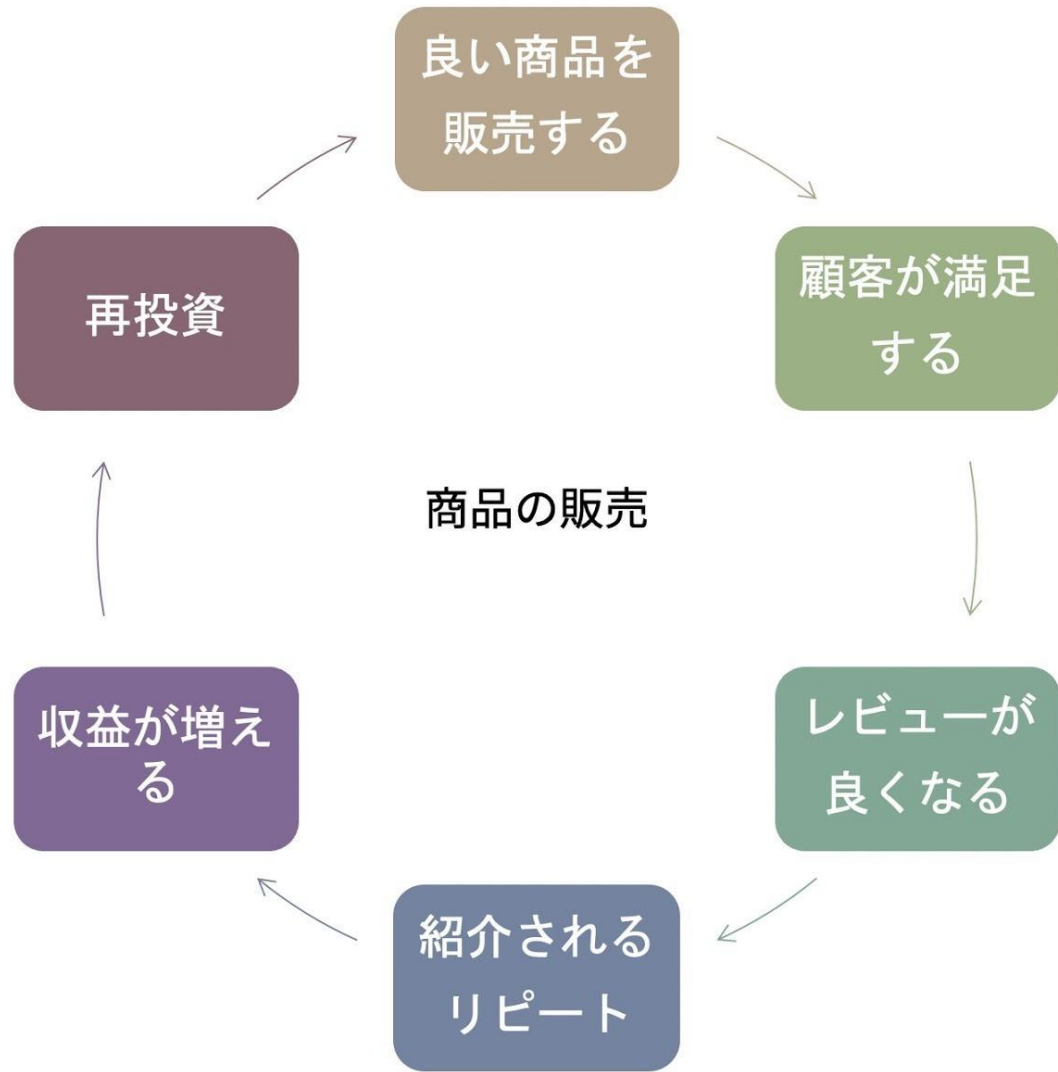 良い商品を
販売する
顧客が満足
する
レビューが
良くなる
紹介される
リピート
収益が増え
る
再投資
商品の販売